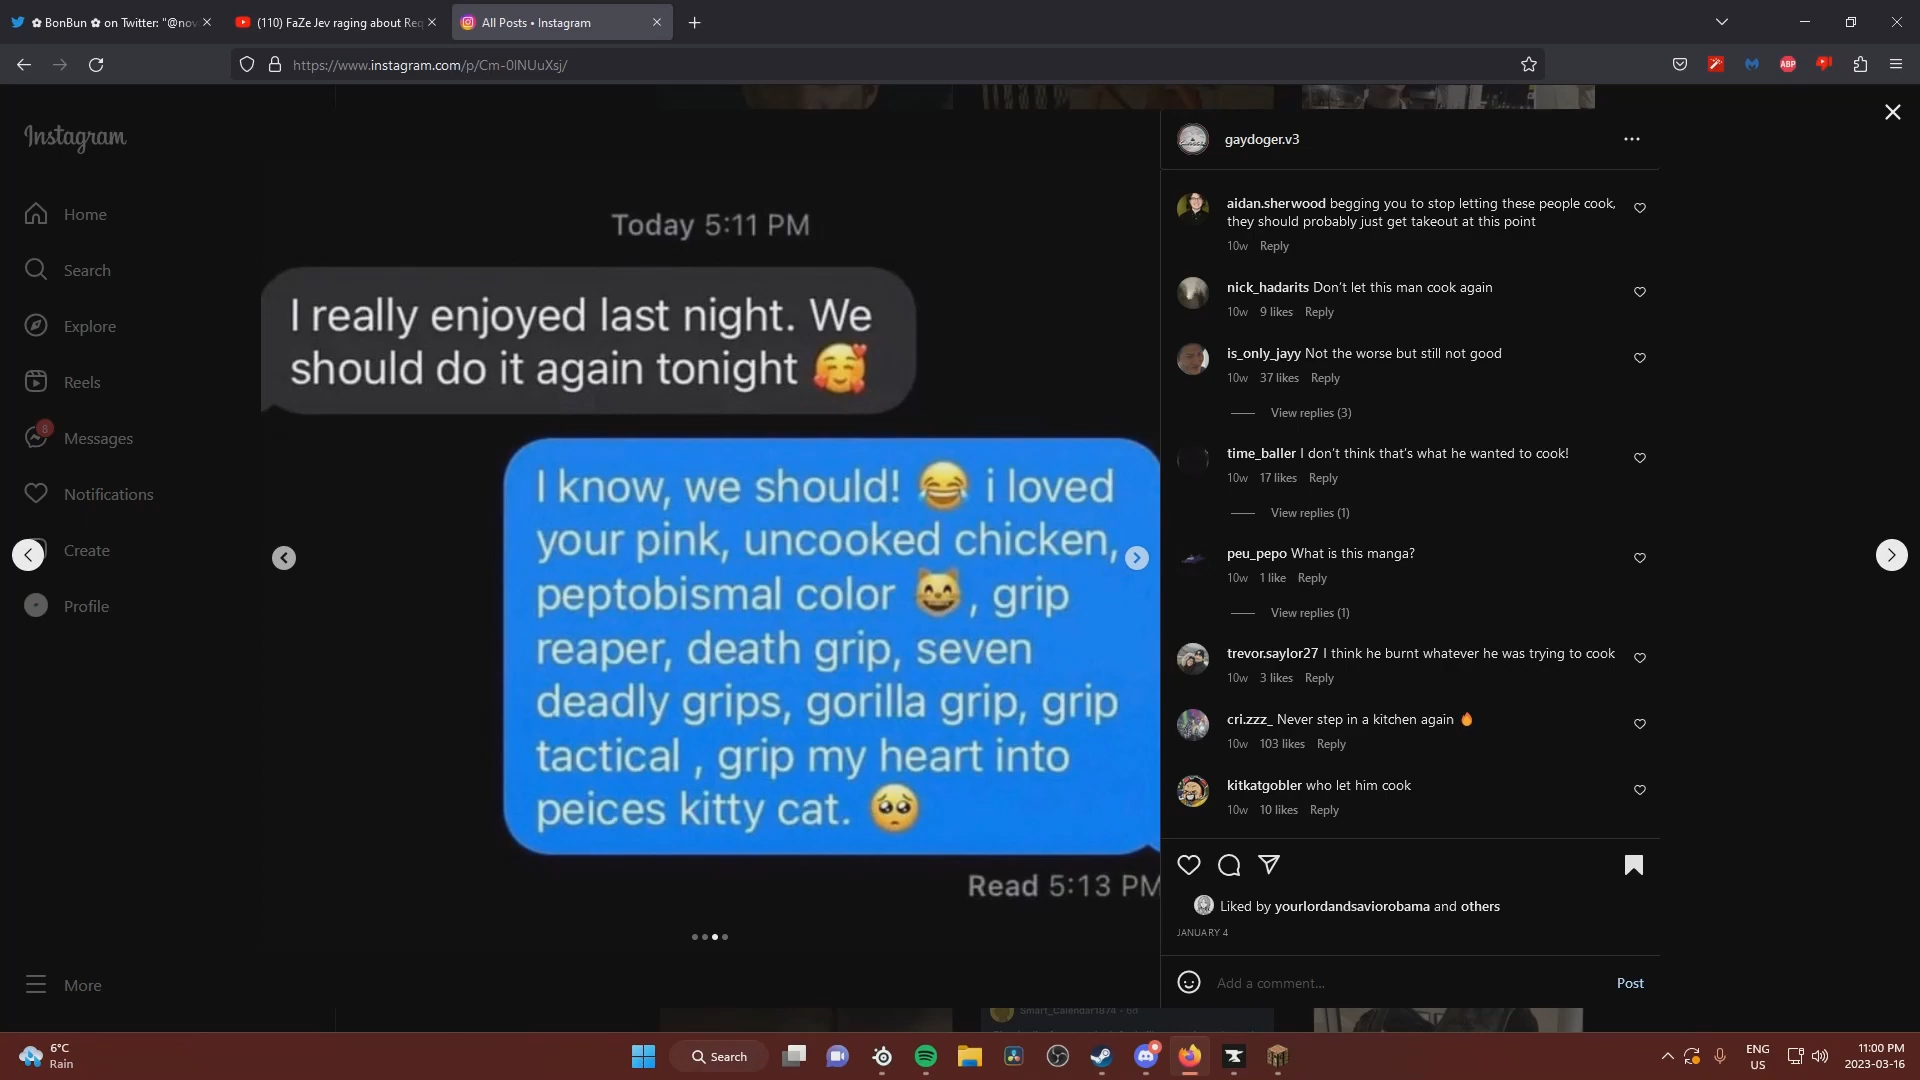 ✿ BonBun ✿ on Twitter: "@nov
(110) FaZe Jev raging about Req
All Posts • Instagram
https://www.instagram.com/p/Cm-0lNUuXsj/
ABP
Instagram
Home
Search
Explore
Reels
8
Messages
Notifications
Create
Profile
More
Today 5:11 PM
I really enjoyed last night. We
should do it again tonight 🥰
I know, we should! 😂 i loved
your pink, uncooked chicken,
peptobismal color 😺, grip
reaper, death grip, seven
deadly grips, gorilla grip, grip
tactical , grip my heart into
peices kitty cat. 🥺
Read 5:13 PM
gaydoger.v3
aidan.sherwood begging you to stop letting these people cook,
they should probably just get takeout at this point
10w Reply
nick_hadarits Don't let this man cook again
10w 9 likes Reply
is_only_jayy Not the worse but still not good
10w 37 likes Reply
View replies (3)
time_baller I don't think that's what he wanted to cook!
10w 17 likes Reply
View replies (1)
peu_pepo What is this manga?
10w 1 like Reply
View replies (1)
trevor.saylor27 I think he burnt whatever he was trying to cook
10w 3 likes Reply
cri.zzz_ Never step in a kitchen again 🔥
10w 103 likes Reply
kitkatgobler who let him cook
10w 10 likes Reply
Liked by yourlordandsaviorobama and others
JANUARY 4
Add a comment...
Post
Smart_Calendar1874 • 6d
6°C
Rain
Search
ENG
US
11:00 PM
2023-03-16